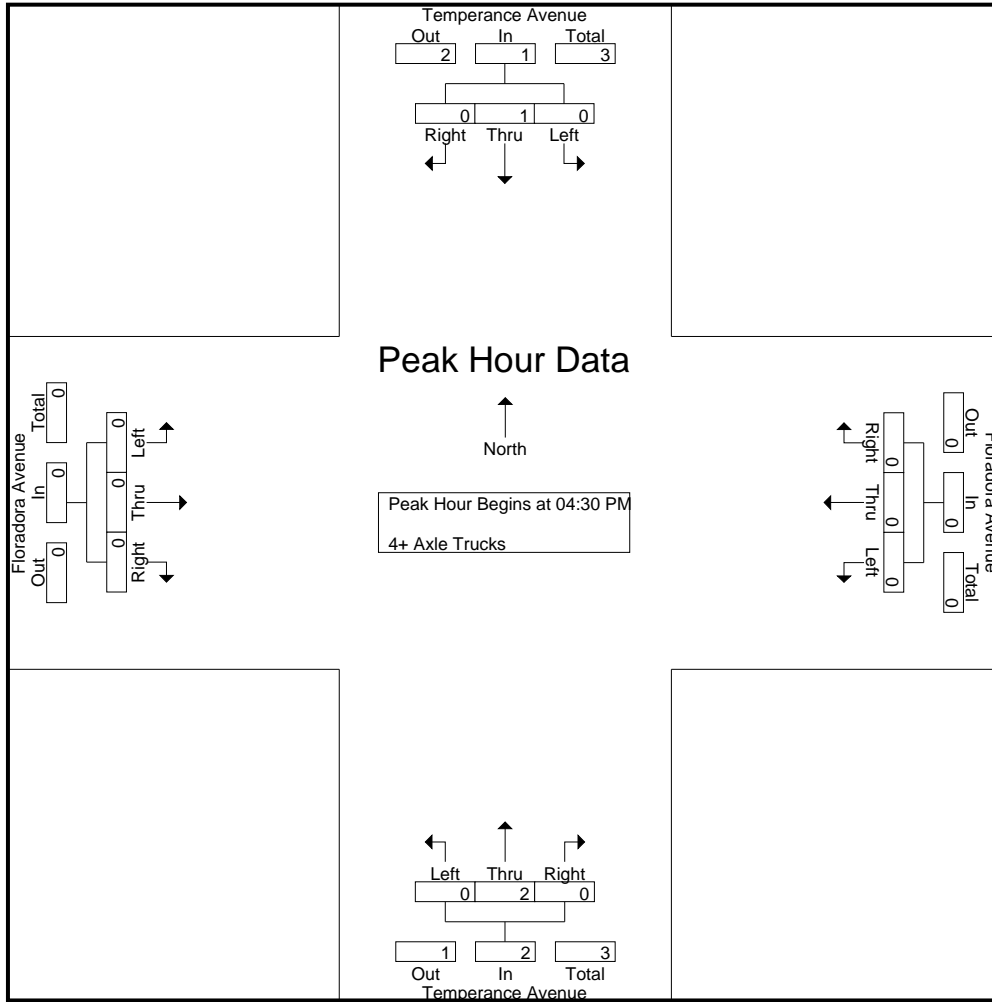 Temperance Avenue
Out In Total
2 1 3
0 1 0
Right Thru Left
Peak Hour Data
North
Peak Hour Begins at 04:30 PM
4+ Axle Trucks
Floradora Avenue
Out In Total
0 0 0
0 0 0
Right Thru Left
Floradora Avenue
Out In Total
0 0 0
0 0 0
Right Thru Left
Left Thru Right
0 2 0
1 2 3
Out In Total
Temperance Avenue